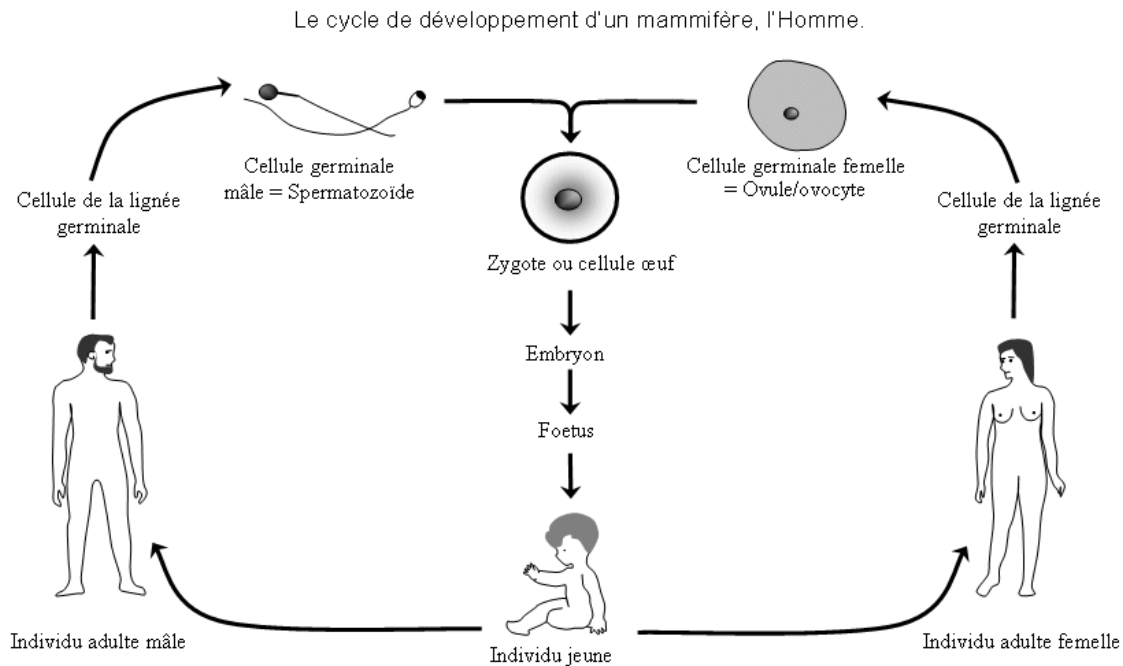 Le cycle de développement d'un mammifère, l'Homme.
Cellule germinale
mâle = Spermatozoïde
Cellule germinale femelle
= Ovule/ovocyte
Cellule de la lignée
germinale
Cellule de la lignée
germinale
Zygote ou cellule œuf
Embryon
Foetus
Individu adulte mâle
Individu jeune
Individu adulte femelle